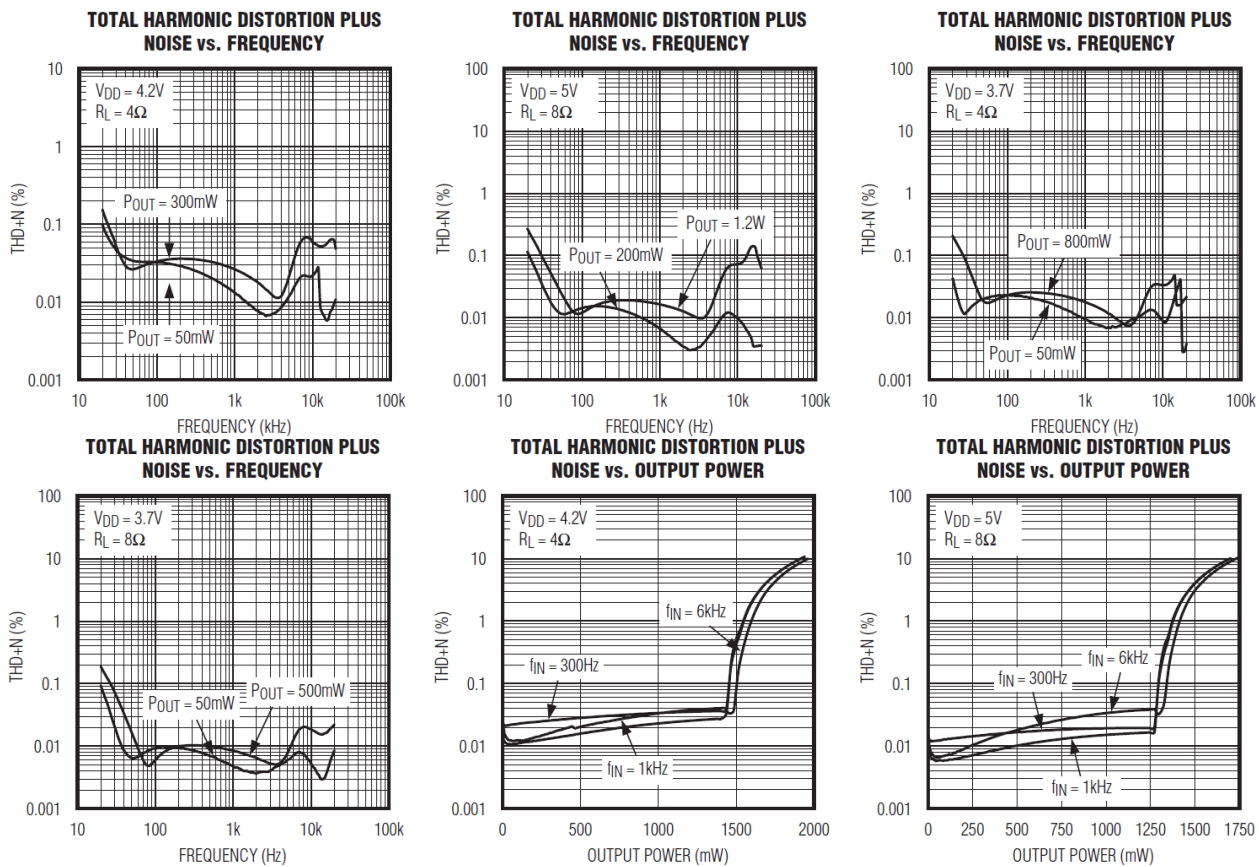 TOTAL HARMONIC DISTORTION PLUS
NOISE vs. FREQUENCY
10
1
0.1
0.01
0.001
THD+N (%)
VDD = 4.2V
RL = 4Ω
POUT = 300mW
POUT = 50mW
10
100
1k
10k
100k
FREQUENCY (kHz)
TOTAL HARMONIC DISTORTION PLUS
NOISE vs. FREQUENCY
100
10
1
0.1
0.01
0.001
THD+N (%)
VDD = 5V
RL = 8Ω
POUT = 1.2W
POUT = 200mW
10
100
1k
10k
100k
FREQUENCY (Hz)
TOTAL HARMONIC DISTORTION PLUS
NOISE vs. FREQUENCY
100
10
1
0.1
0.01
0.001
THD+N (%)
VDD = 3.7V
RL = 4Ω
POUT = 800mW
POUT = 50mW
10
100
1k
10k
100k
FREQUENCY (Hz)
TOTAL HARMONIC DISTORTION PLUS
NOISE vs. FREQUENCY
100
10
1
0.1
0.01
0.001
THD+N (%)
VDD = 3.7V
RL = 8Ω
POUT = 500mW
POUT = 50mW
10
100
1k
10k
100k
FREQUENCY (Hz)
TOTAL HARMONIC DISTORTION PLUS
NOISE vs. OUTPUT POWER
100
10
1
0.1
0.01
0.001
THD+N (%)
VDD = 4.2V
RL = 4Ω
fIN = 6kHz
fIN = 300Hz
fIN = 1kHz
0
500
1000
1500
2000
OUTPUT POWER (mW)
TOTAL HARMONIC DISTORTION PLUS
NOISE vs. OUTPUT POWER
100
10
1
0.1
0.01
0.001
THD+N (%)
VDD = 5V
RL = 8Ω
fIN = 6kHz
fIN = 300Hz
fIN = 1kHz
0
250
500
750
1000
1250
1500
1750
OUTPUT POWER (mW)